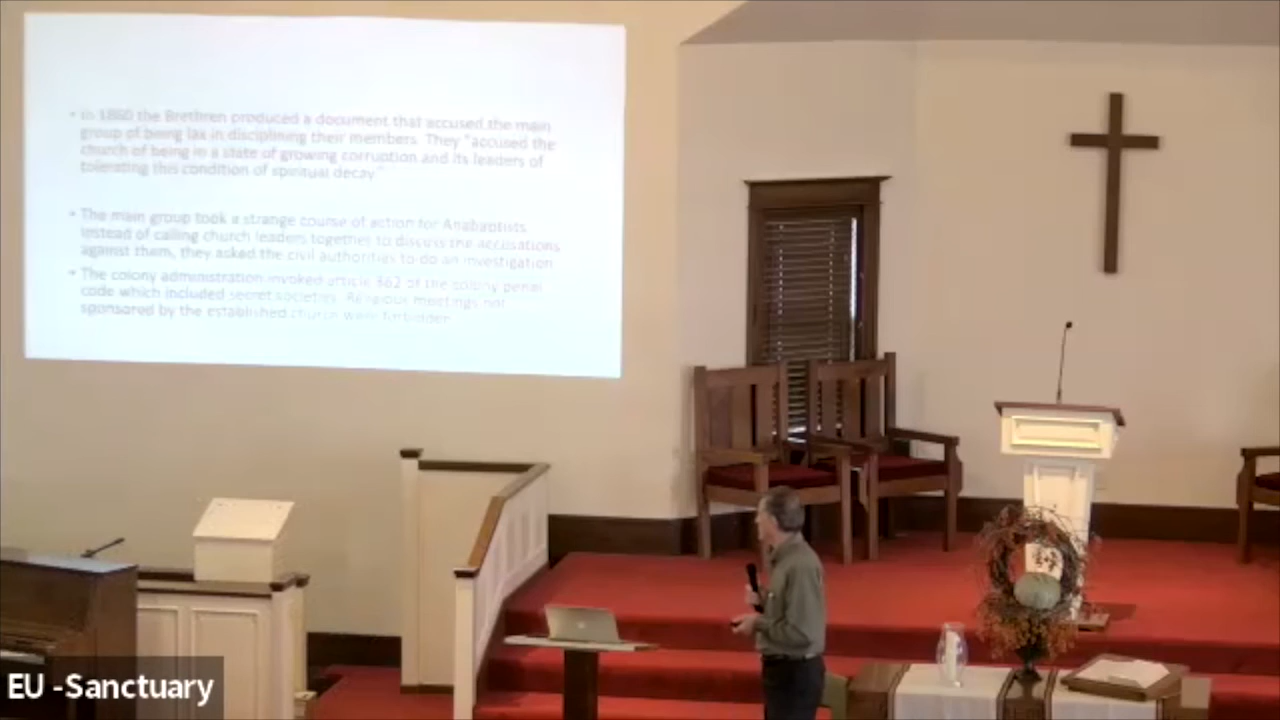 • In 1860 the Brethren produced a document that accused the main
group of being lax in disciplining their members. They "accused the
church of being in a state of growing corruption and its leaders of
tolerating this condition of spiritual decay."
• The main group took a strange course of action for Anabaptists.
Instead of calling church leaders together to discuss the accusations
against them, they asked the civil authorities to do an investigation.
• The colony administration invoked article 362 of the colony penal
code which included secret societies. Religious meetings not
sponsored by the established church were forbidden.
EU -Sanctuary